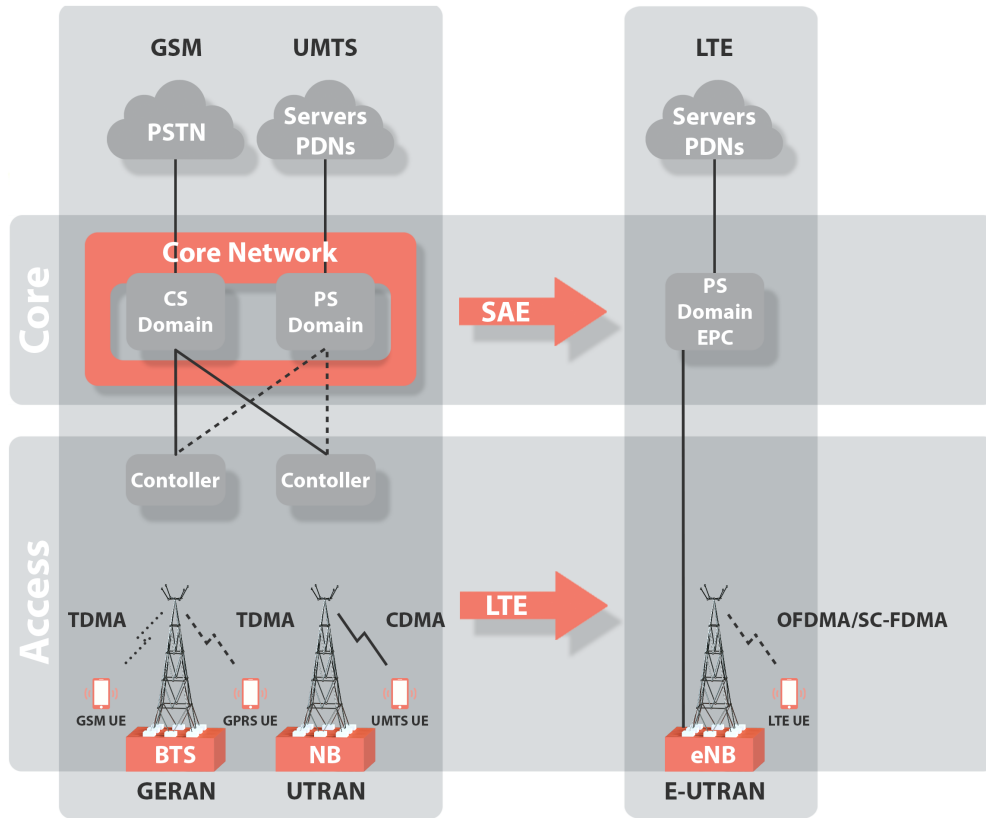 GSM
UMTS
LTE
PSTN
Servers
PDNs
Servers
PDNs
Core
Core Network
CS
Domain
PS
Domain
SAE
PS
Domain
EPC
Access
Contoller
Contoller
LTE
TDMA
TDMA
CDMA
OFDMA/SC-FDMA
GSM UE
GPRS UE
UMTS UE
LTE UE
BTS
NB
eNB
GERAN
UTRAN
E-UTRAN